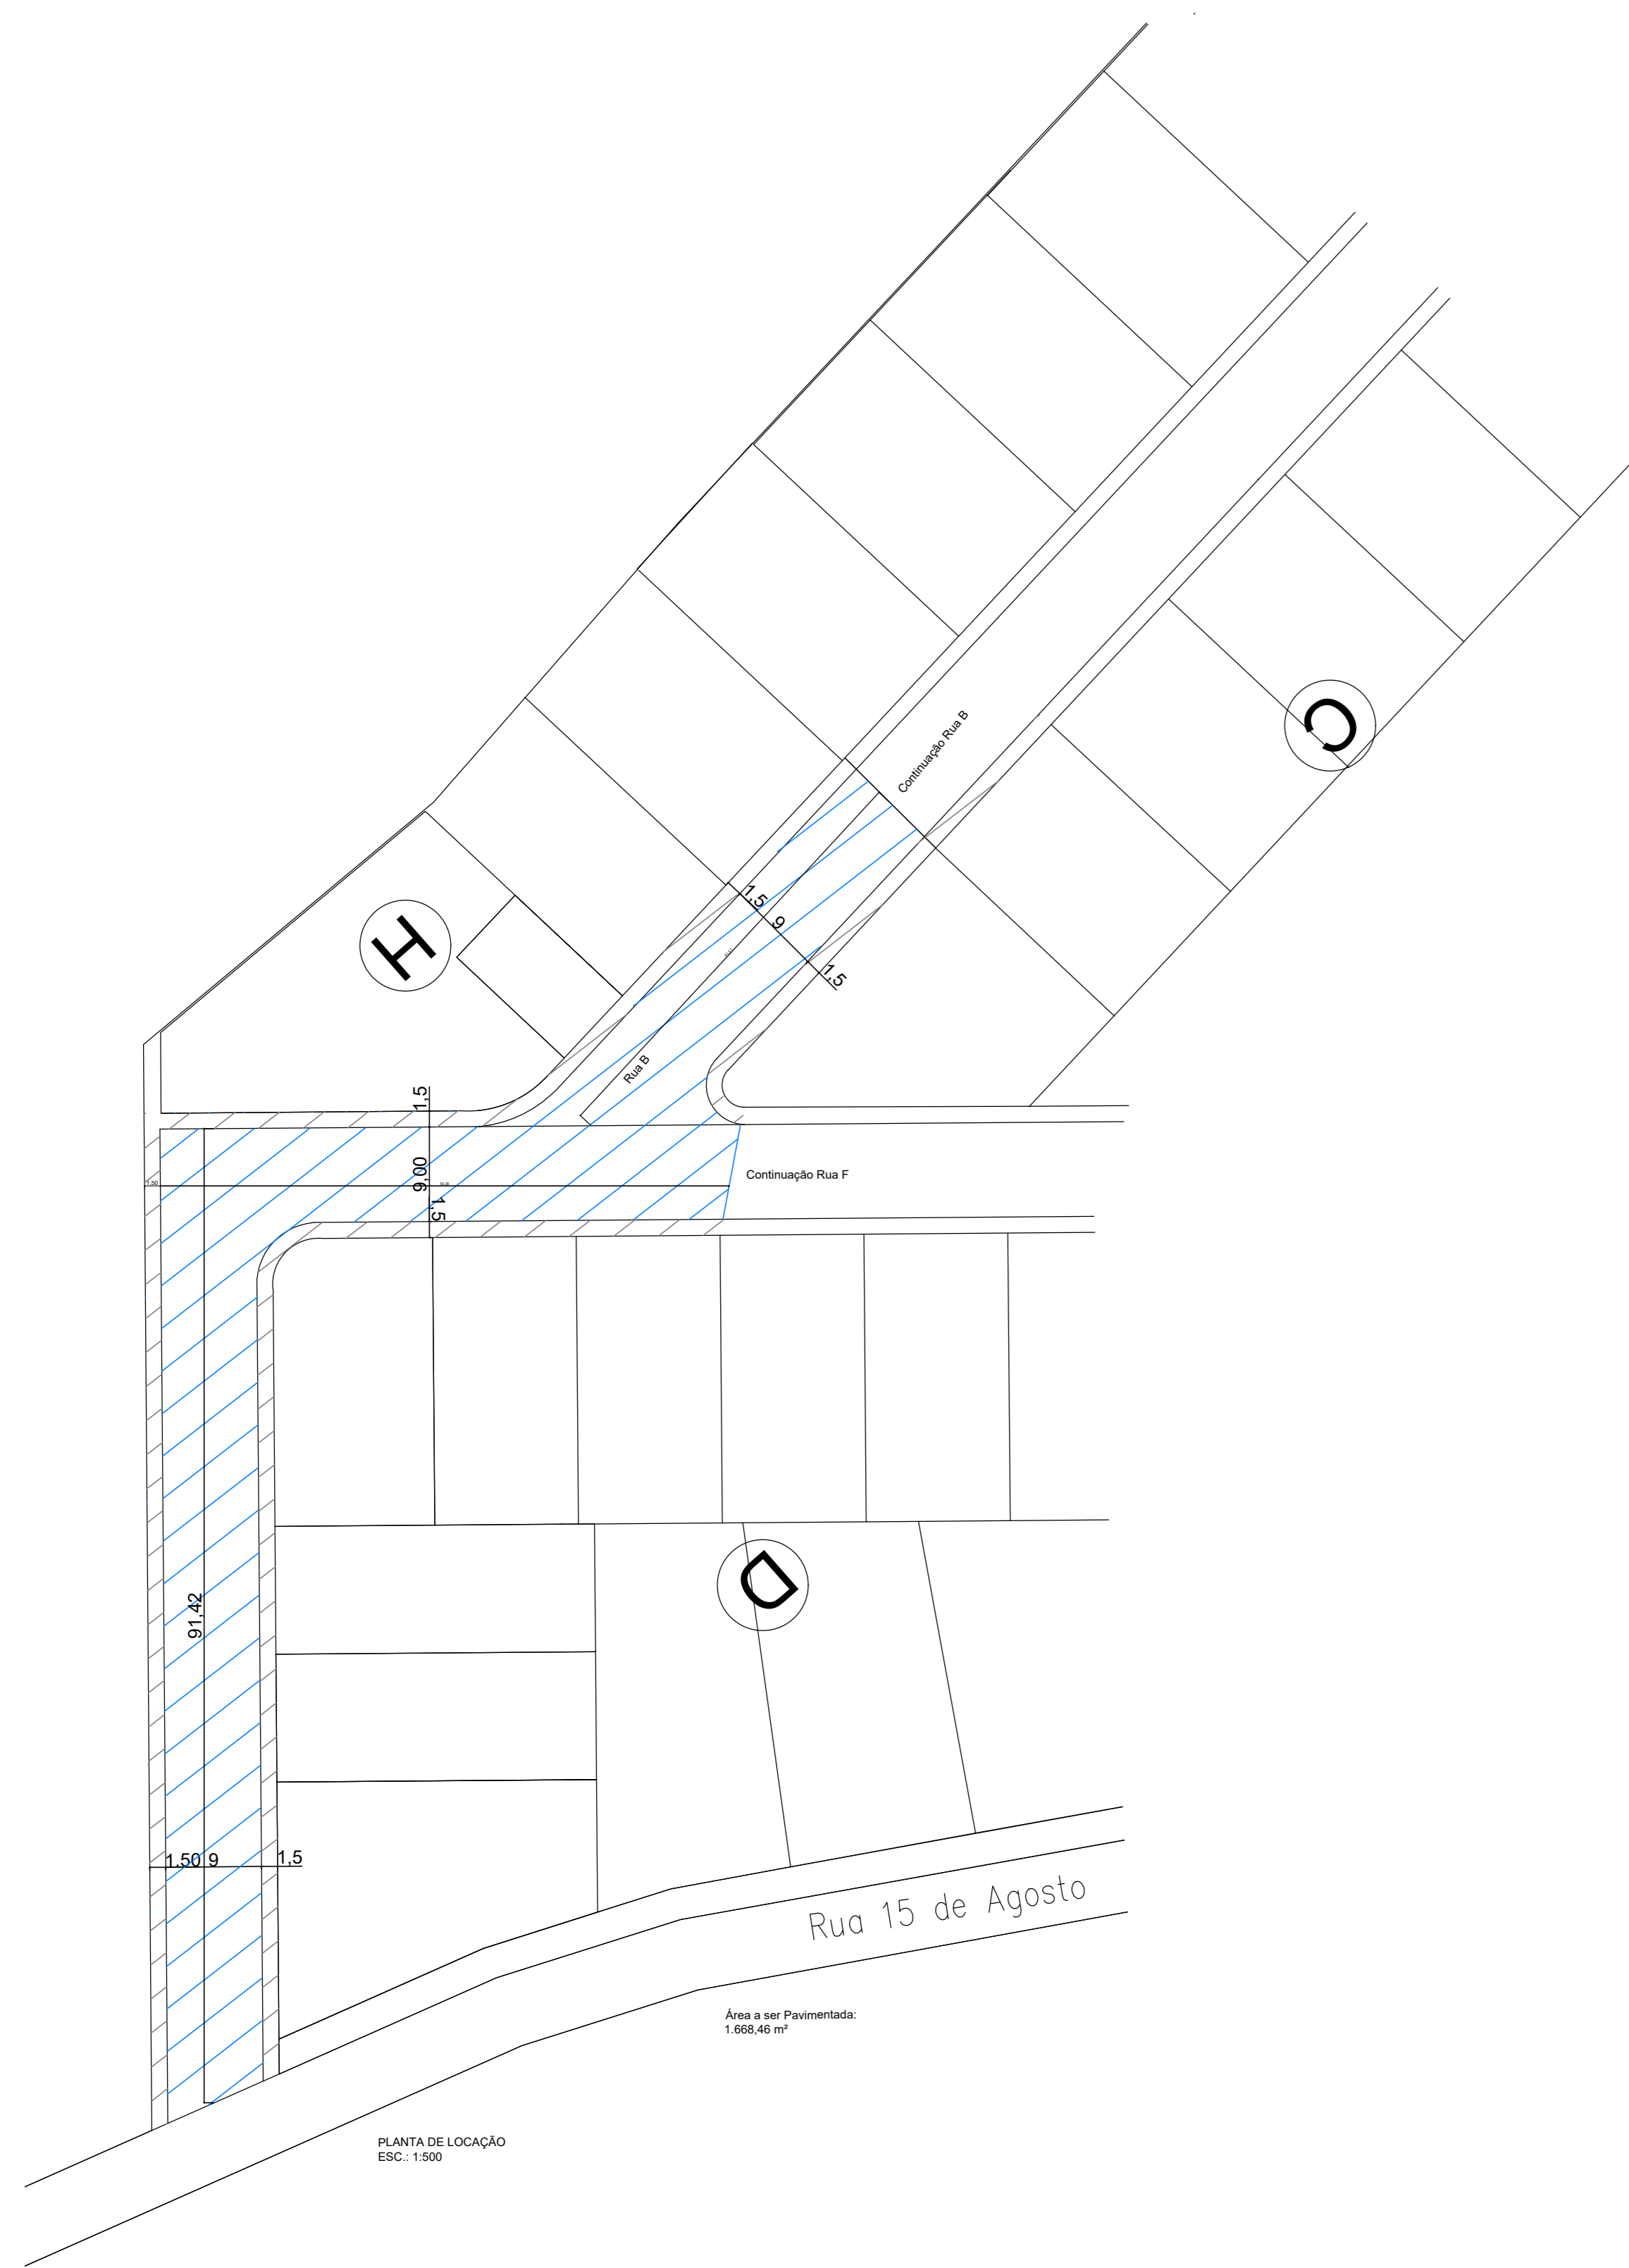 Continuação Rua B
C
1,5
9
1,5
H
Rua B
1,5
9,00
1,5
1,50
Continuação Rua F
91,42
D
1,50
9
1,5
Rua 15 de Agosto
Área a ser Pavimentada:
1.668,46 m²
PLANTA DE LOCAÇÃO
ESC.: 1:500